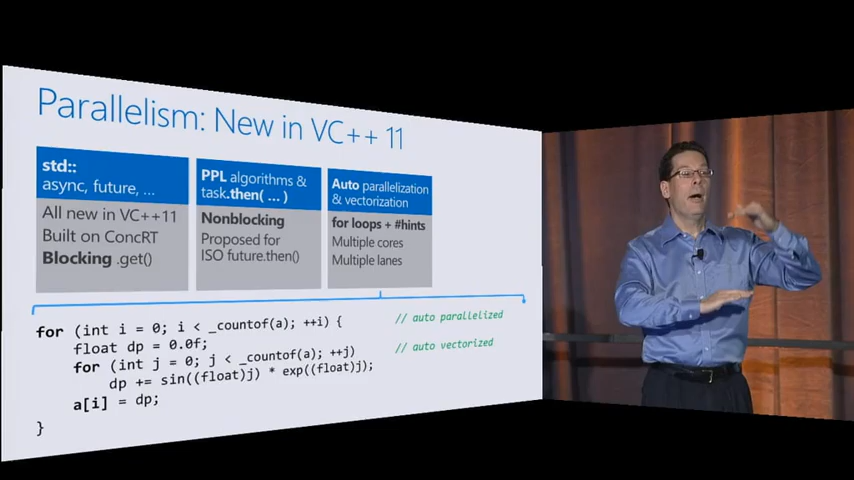 Parallelism: New in VC++ 11
std::
async, future, ...
All new in VC++11
Built on ConcRT
Blocking .get()
PPL algorithms &
task.then( ... )
Nonblocking
Proposed for
ISO future.then()
Auto parallelization
& vectorization
for loops + #hints
Multiple cores
Multiple lanes
for (int i = 0; i < _countof(a); ++i) { // auto parallelized
float dp = 0.0f;
for (int j = 0; j < _countof(a); ++j) // auto vectorized
dp += sin((float)j) * exp((float)j);
a[i] = dp;
}